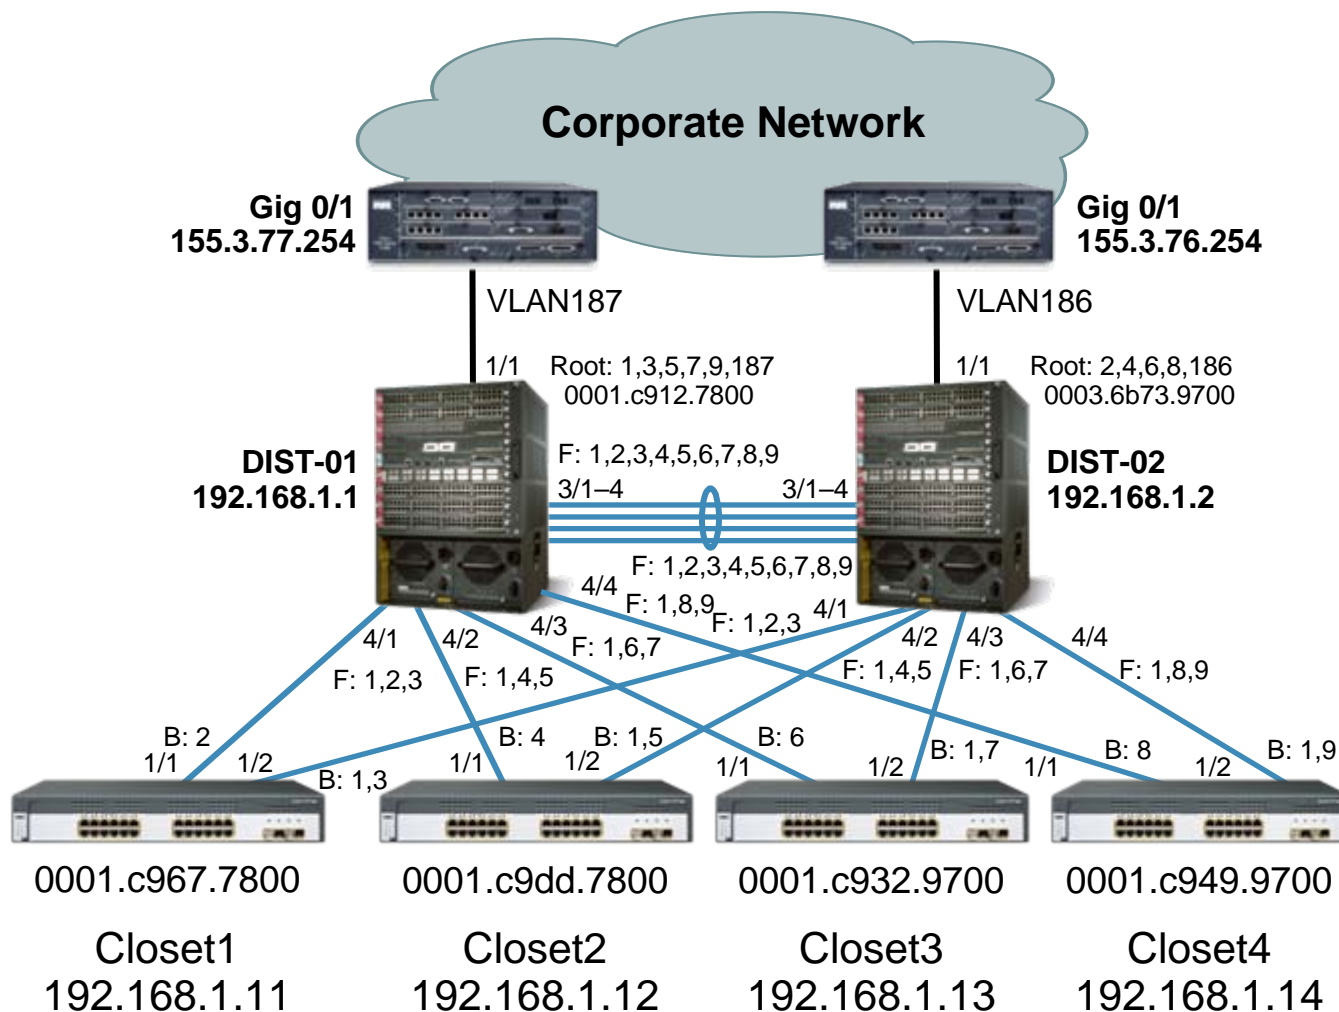 Corporate Network
Gig 0/1
155.3.77.254
Gig 0/1
155.3.76.254
VLAN187
VLAN186
1/1
Root: 1,3,5,7,9,187
0001.c912.7800
1/1
Root: 2,4,6,8,186
0003.6b73.9700
DIST-01
192.168.1.1
F: 1,2,3,4,5,6,7,8,9
3/1–4
3/1–4
DIST-02
192.168.1.2
F: 1,2,3,4,5,6,7,8,9
4/4
F: 1,8,9
4/1
F: 1,2,3
4/1
4/2
4/3
F: 1,6,7
4/2
4/3
4/4
F: 1,2,3
F: 1,4,5
F: 1,4,5
F: 1,6,7
F: 1,8,9
B: 2
1/1
1/2
B: 1,3
B: 4
1/1
1/2
B: 1,5
B: 6
1/1
1/2
B: 1,7
B: 8
1/1
1/2
B: 1,9
0001.c967.7800
0001.c9dd.7800
0001.c932.9700
0001.c949.9700
Closet1
192.168.1.11
Closet2
192.168.1.12
Closet3
192.168.1.13
Closet4
192.168.1.14